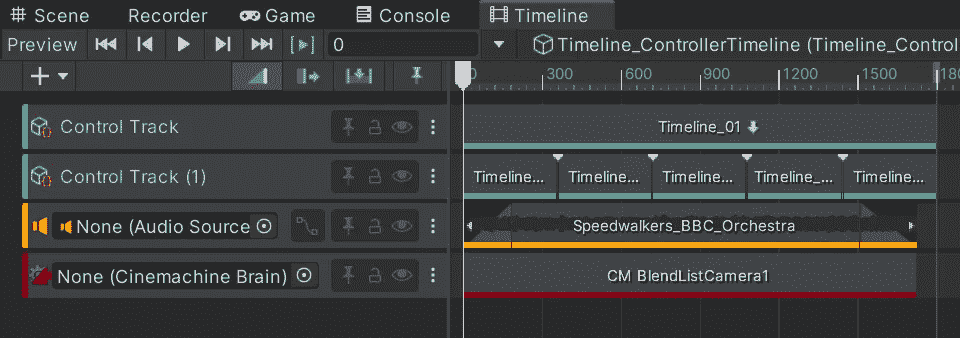 Scene Recorder Game Console Timeline
Preview 0 Timeline_ControllerTimeline (Timeline_Control
0 300 600 900 1200 1500 180
Control Track Timeline_01
Control Track (1) Timeline... Timeline... Timeline... Timeline_... Timeline...
None (Audio Source Speedwalkers_BBC_Orchestra
None (Cinemachine Brain) CM BlendListCamera1